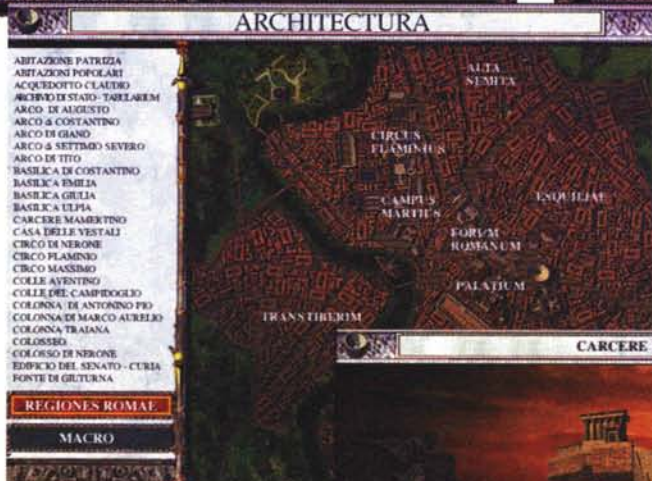 ARCHITECTURA
ABITAZIONE PATRIZIA
ABITAZIONI POPOLARI
ACQUEDOTTO CLAUDIO
ARCHIVIO DI STATO - TABULARIUM
ARCO DI AUGUSTO
ARCO di COSTANTINO
ARCO DI GIANO
ARCO di SETTIMIO SEVERO
ARCO DI TITO
BASILICA DI COSTANTINO
BASILICA EMILIA
BASILICA GIULIA
BASILICA ULPIA
CARCERE MAMERTINO
CASA DELLE VESTALI
CIRCO DI NERONE
CIRCO FLAMINIO
CIRCO MASSIMO
COLLE AVENTINO
COLLE DEL CAMPIDOGLIO
COLONNA DI ANTONINO PIO
COLONNA DI MARCO AURELIO
COLONNA TRAIANA
COLOSSEO
COLOSSO DI NERONE
EDIFICIO DEL SENATO - CURIA
FONTE DI GIUTURNA
REGIONES ROMAE
MACRO
ALTA
SEMITA
CIRCUS
FLAMINIUS
CAMPUS
MARTIUS
ESQUILIAE
FORUM
ROMANUM
PALATIUM
TRANSTIBERIM
CARCERE